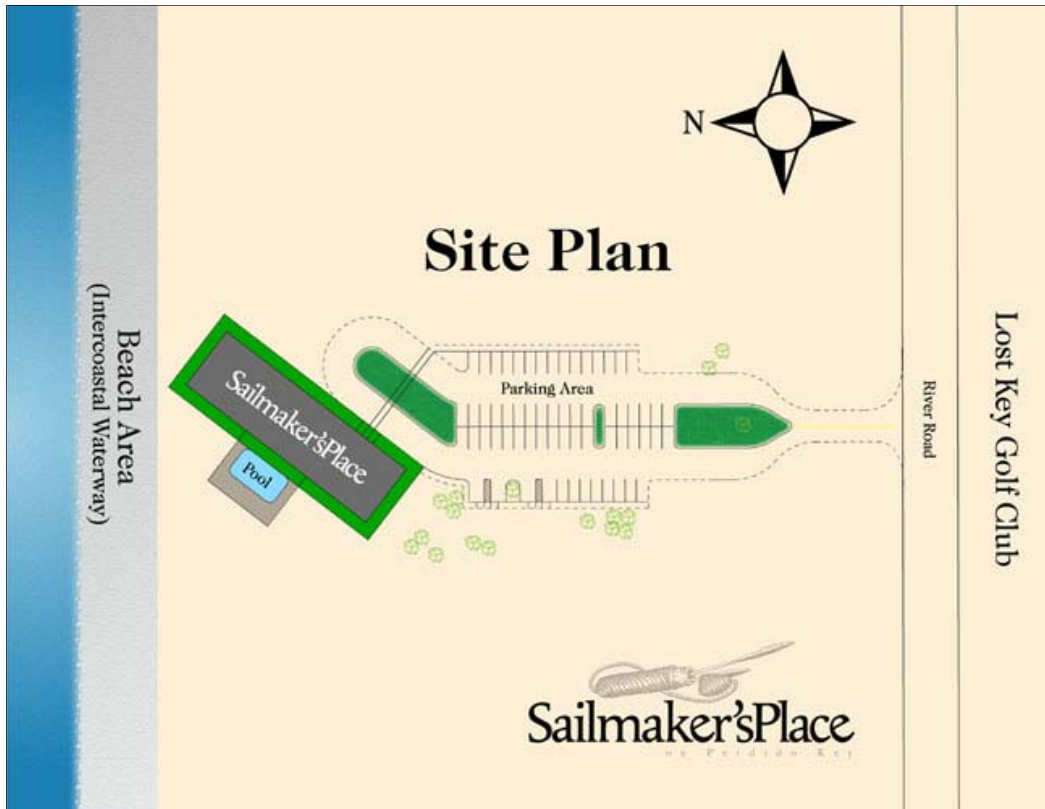 N
Site Plan
Beach Area
(Intercoastal Waterway)
Sailmaker'sPlace
Pool
Parking Area
River Road
Lost Key Golf Club
Sailmaker'sPlace
on Perdido Key